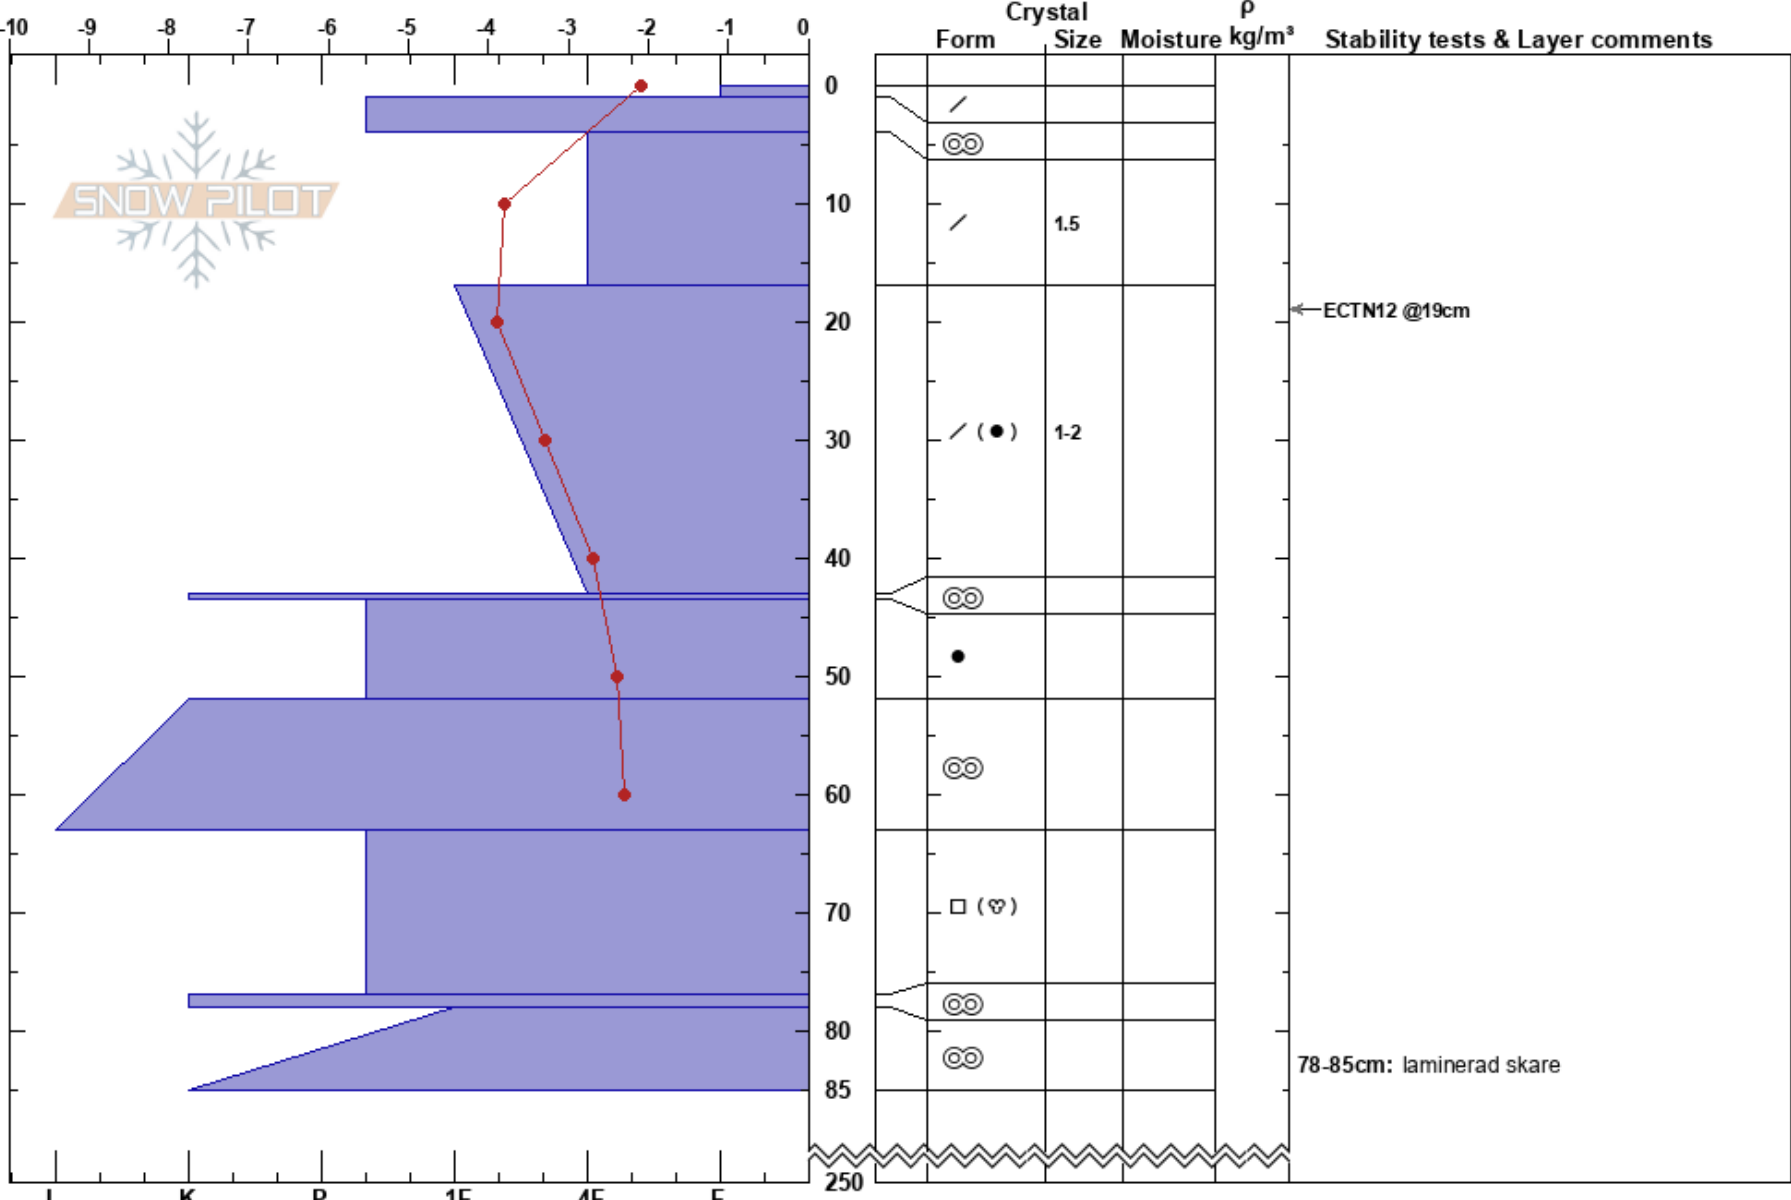 Crystal ρ
-10 -9 -8 -7 -6 -5 -4 -3 -2 -1 0 Form Size Moisture kg/m³ Stability tests & Layer comments
0
SNOW PILOT
10 1.5
20 ECTN12 @19cm
30 ( ) 1-2
40
50
60
70 ( )
80
78-85cm: laminerad skare
85
250
I K P 1F 4F F